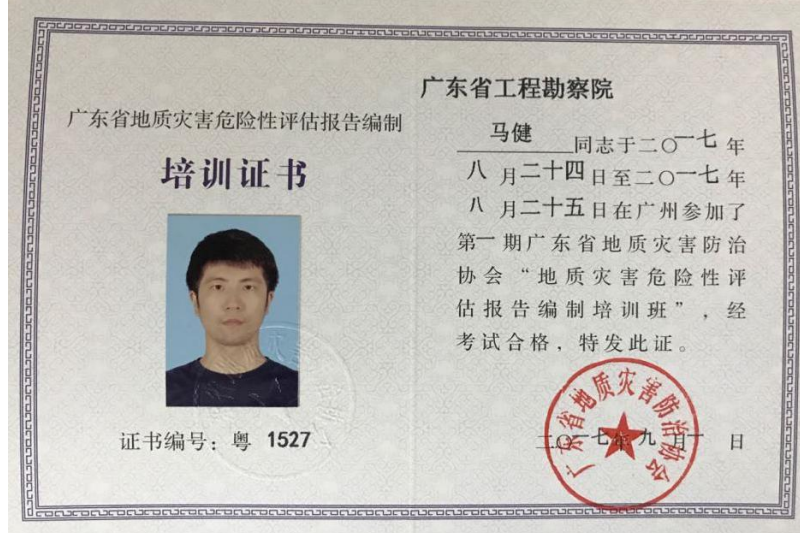 广东省地质灾害危险性评估报告编制
培训证书
证书编号：粤 1527
广东省工程勘察院
马健 同志于二〇一七年
八月二十四日至二〇一七年
八月二十五日在广州参加了
第一期广东省地质灾害防治
协会“地质灾害危险性评
估报告编制培训班”，经
考试合格，特发此证。
广东省地质灾害防治协会
二〇一七年九月一日